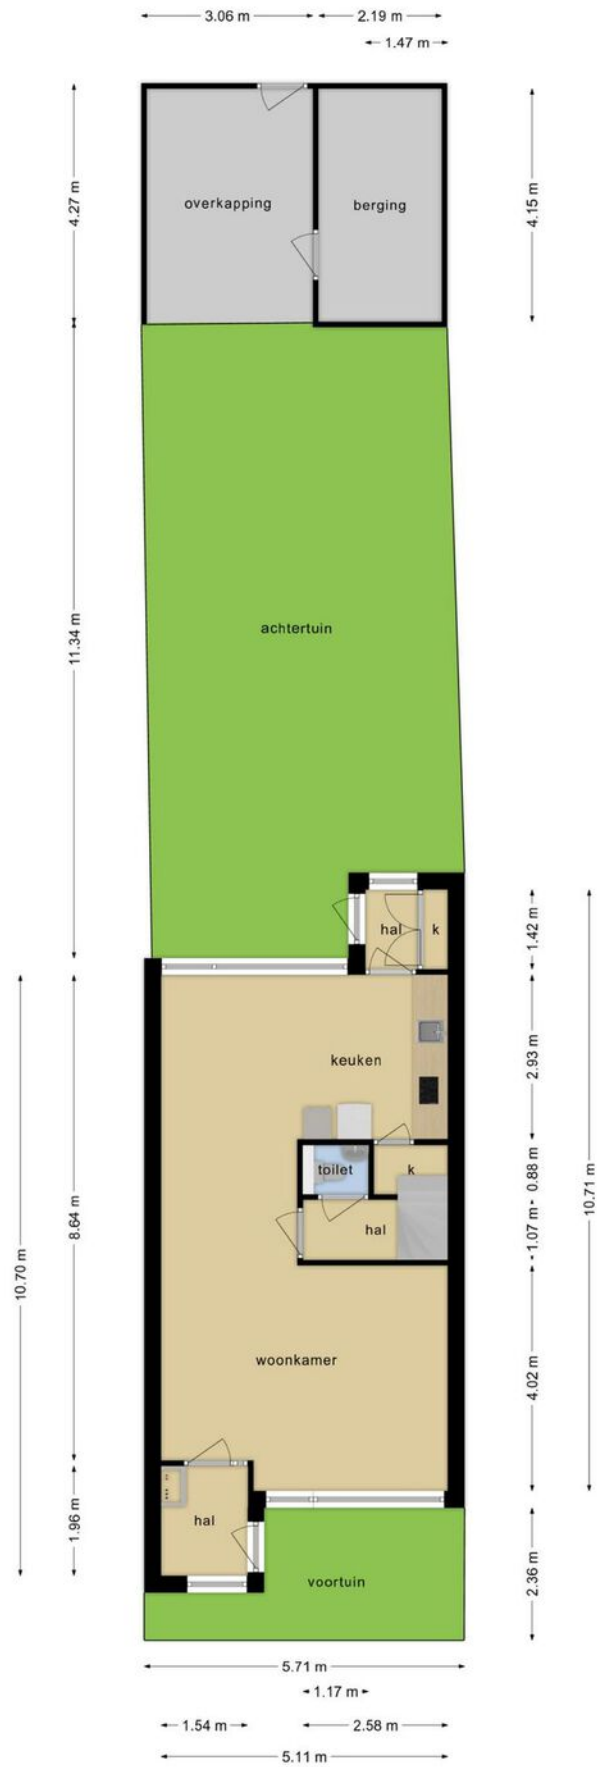 3.06 m
2.19 m
1.47 m
4.27 m
4.15 m
overkapping
berging
11.34 m
achtertuin
1.42 m
hal
k
2.93 m
keuken
10.70 m
8.64 m
10.71 m
toilet
k
0.88 m
hal
1.07 m
woonkamer
4.02 m
1.96 m
hal
voortuin
2.36 m
5.71 m
1.17 m
1.54 m
2.58 m
5.11 m